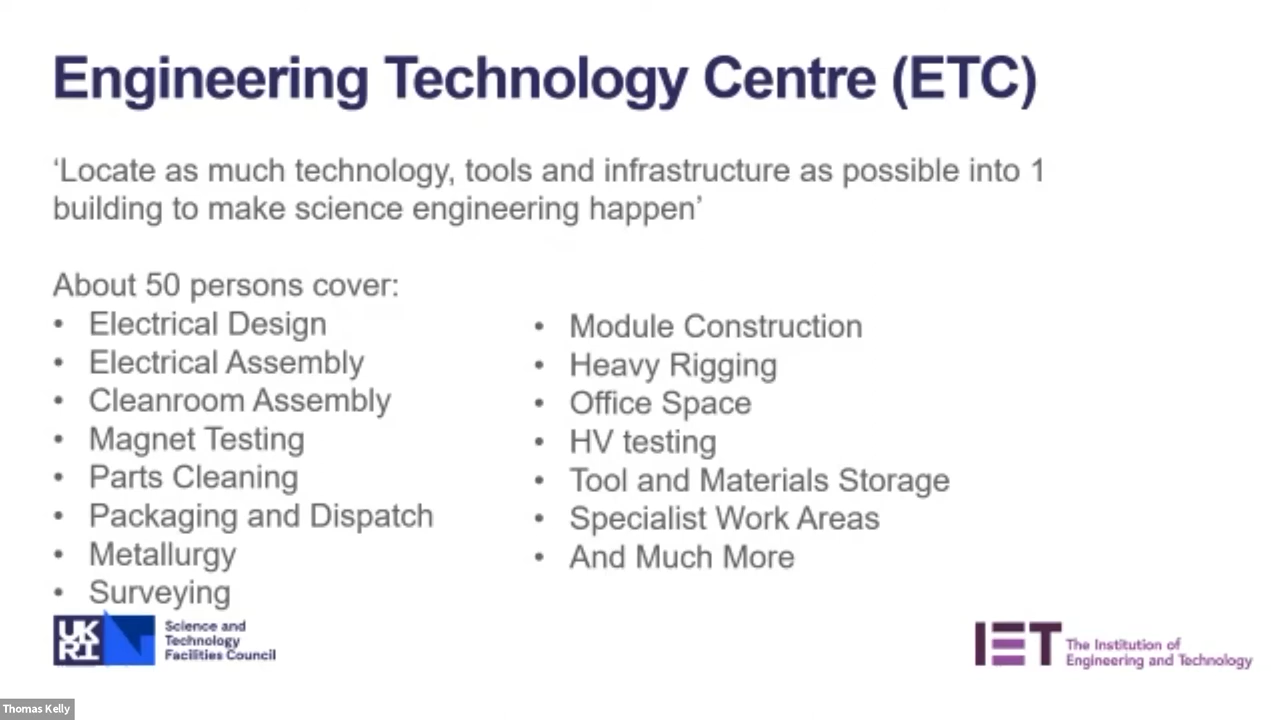 Engineering Technology Centre (ETC)
‘Locate as much technology, tools and infrastructure as possible into 1
building to make science engineering happen’
About 50 persons cover:
• Electrical Design
• Electrical Assembly
• Cleanroom Assembly
• Magnet Testing
• Parts Cleaning
• Packaging and Dispatch
• Metallurgy
• Surveying
• Module Construction
• Heavy Rigging
• Office Space
• HV testing
• Tool and Materials Storage
• Specialist Work Areas
• And Much More
UK
RI
Science and
Technology
Facilities Council
IET
The Institution of
Engineering and Technology
Thomas Kelly